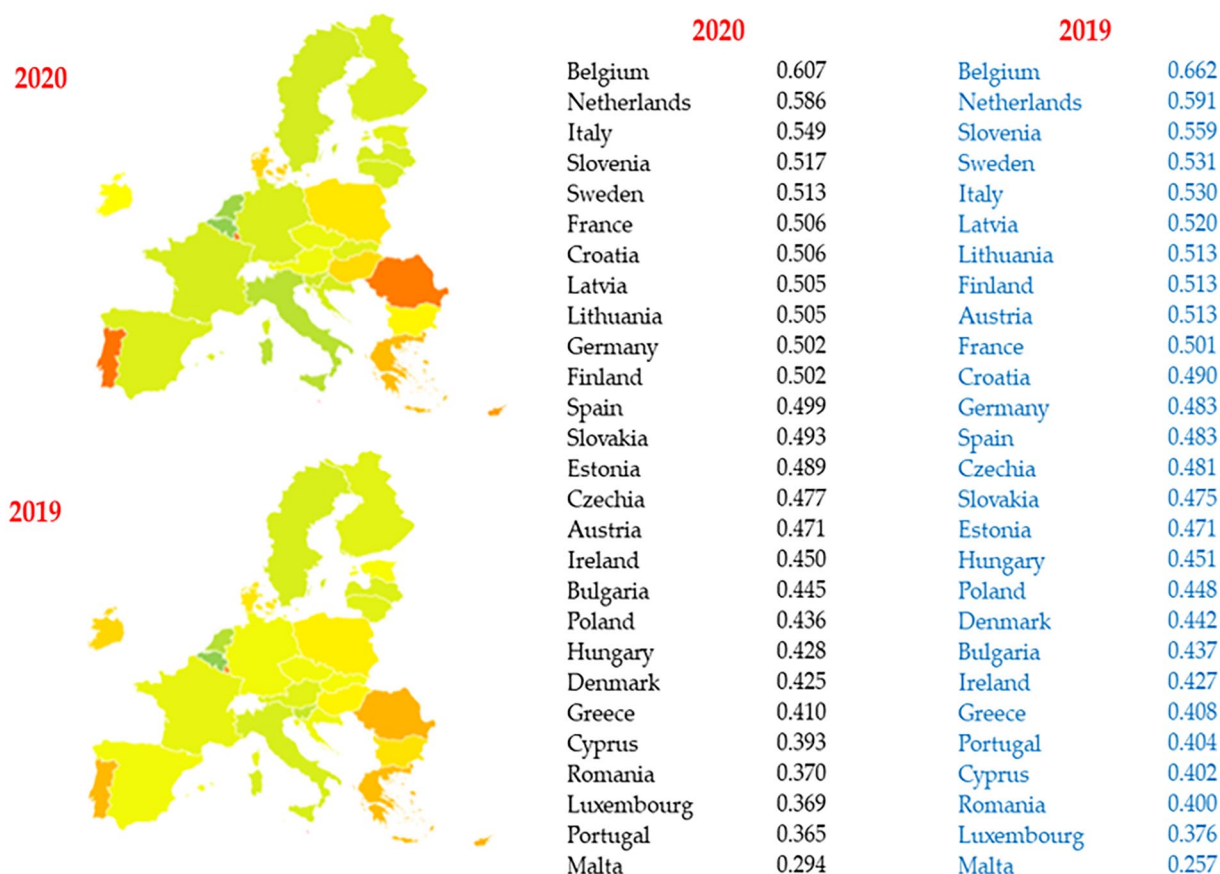 2020
2019
2020 2019
Belgium 0.607 Belgium 0.662
Netherlands 0.586 Netherlands 0.591
Italy 0.549 Slovenia 0.559
Slovenia 0.517 Sweden 0.531
Sweden 0.513 Italy 0.530
France 0.506 Latvia 0.520
Croatia 0.506 Lithuania 0.513
Latvia 0.505 Finland 0.513
Lithuania 0.505 Austria 0.513
Germany 0.502 France 0.501
Finland 0.502 Croatia 0.490
Spain 0.499 Germany 0.483
Slovakia 0.493 Spain 0.483
Estonia 0.489 Czechia 0.481
Czechia 0.477 Slovakia 0.475
Austria 0.471 Estonia 0.471
Ireland 0.450 Hungary 0.451
Bulgaria 0.445 Poland 0.448
Poland 0.436 Denmark 0.442
Hungary 0.428 Bulgaria 0.437
Denmark 0.425 Ireland 0.427
Greece 0.410 Greece 0.408
Cyprus 0.393 Portugal 0.404
Romania 0.370 Cyprus 0.402
Luxembourg 0.369 Romania 0.400
Portugal 0.365 Luxembourg 0.376
Malta 0.294 Malta 0.257